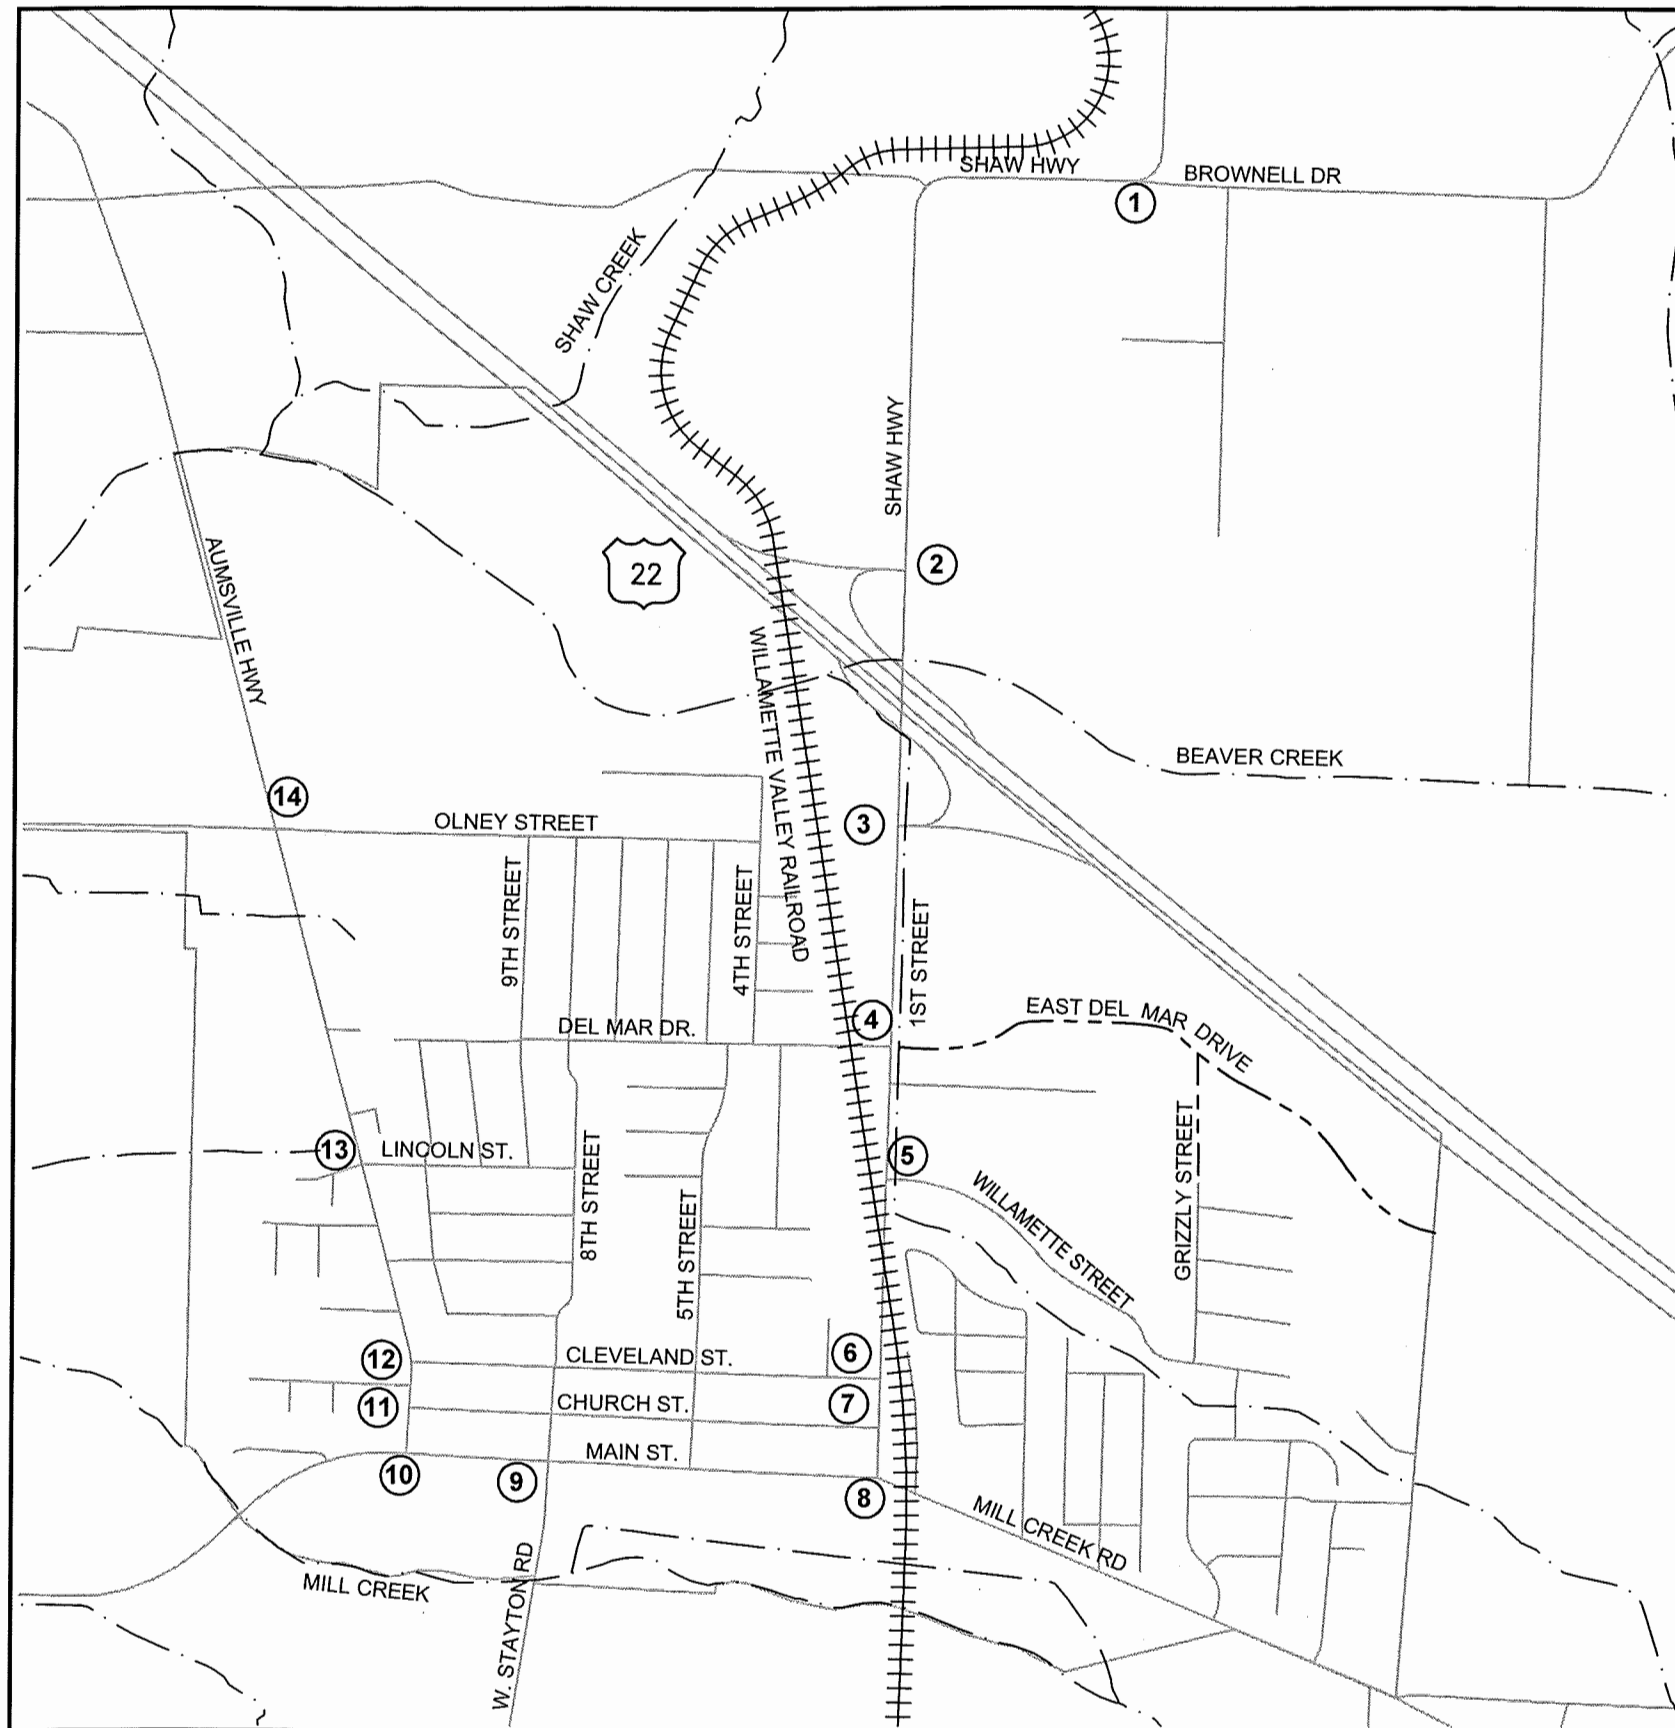 SHAW HWY
BROWNELL DR
1
SHAW CREEK
SHAW HWY
2
22
AUMSVILLE HWY
WILLAMETTE VALLEY RAILROAD
BEAVER CREEK
14
OLNEY STREET
3
9TH STREET
4TH STREET
1ST STREET
4
EAST DEL MAR DRIVE
DEL MAR DR.
13
LINCOLN ST.
5
8TH STREET
5TH STREET
WILLAMETTE STREET
GRIZZLY STREET
12
CLEVELAND ST.
6
11
CHURCH ST.
7
MAIN ST.
10
9
8
MILL CREEK RD
MILL CREEK
W. STAYTON RD